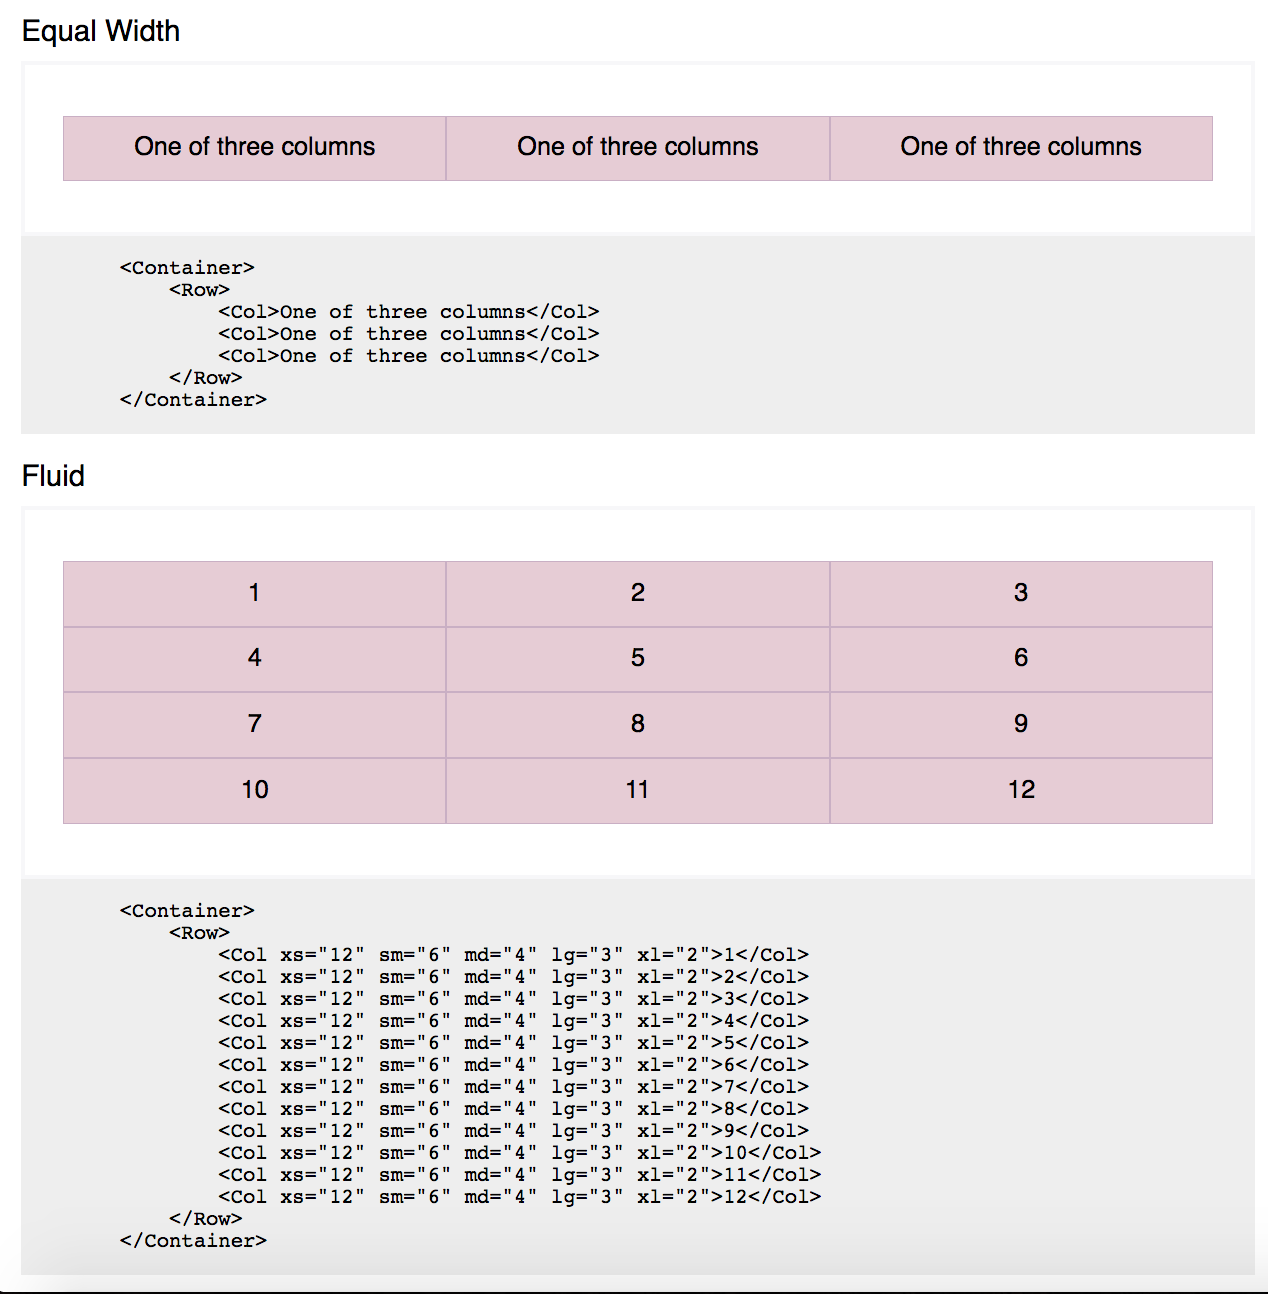 Equal Width
One of three columns One of three columns One of three columns
<Container>
    <Row>
        <Col>One of three columns</Col>
        <Col>One of three columns</Col>
        <Col>One of three columns</Col>
    </Row>
</Container>
Fluid
1 2 3
4 5 6
7 8 9
10 11 12
<Container>
    <Row>
        <Col xs="12" sm="6" md="4" lg="3" xl="2">1</Col>
        <Col xs="12" sm="6" md="4" lg="3" xl="2">2</Col>
        <Col xs="12" sm="6" md="4" lg="3" xl="2">3</Col>
        <Col xs="12" sm="6" md="4" lg="3" xl="2">4</Col>
        <Col xs="12" sm="6" md="4" lg="3" xl="2">5</Col>
        <Col xs="12" sm="6" md="4" lg="3" xl="2">6</Col>
        <Col xs="12" sm="6" md="4" lg="3" xl="2">7</Col>
        <Col xs="12" sm="6" md="4" lg="3" xl="2">8</Col>
        <Col xs="12" sm="6" md="4" lg="3" xl="2">9</Col>
        <Col xs="12" sm="6" md="4" lg="3" xl="2">10</Col>
        <Col xs="12" sm="6" md="4" lg="3" xl="2">11</Col>
        <Col xs="12" sm="6" md="4" lg="3" xl="2">12</Col>
    </Row>
</Container>